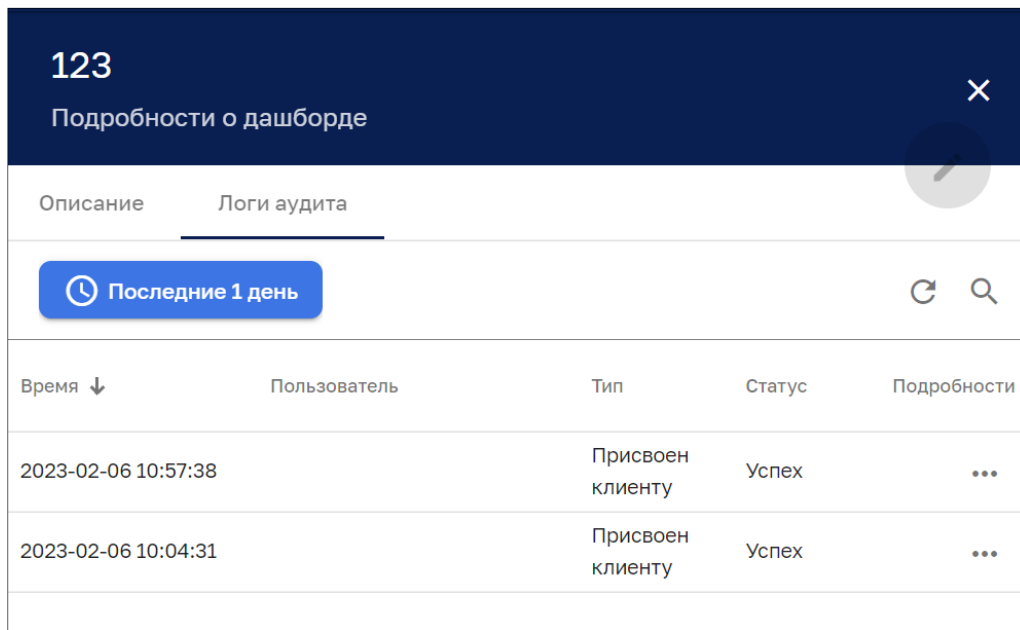 123
Подробности о дашборде
Описание Логи аудита
Последние 1 день
Время Пользователь Тип Статус Подробности
2023-02-06 10:57:38 Присвоен клиенту Успех
2023-02-06 10:04:31 Присвоен клиенту Успех